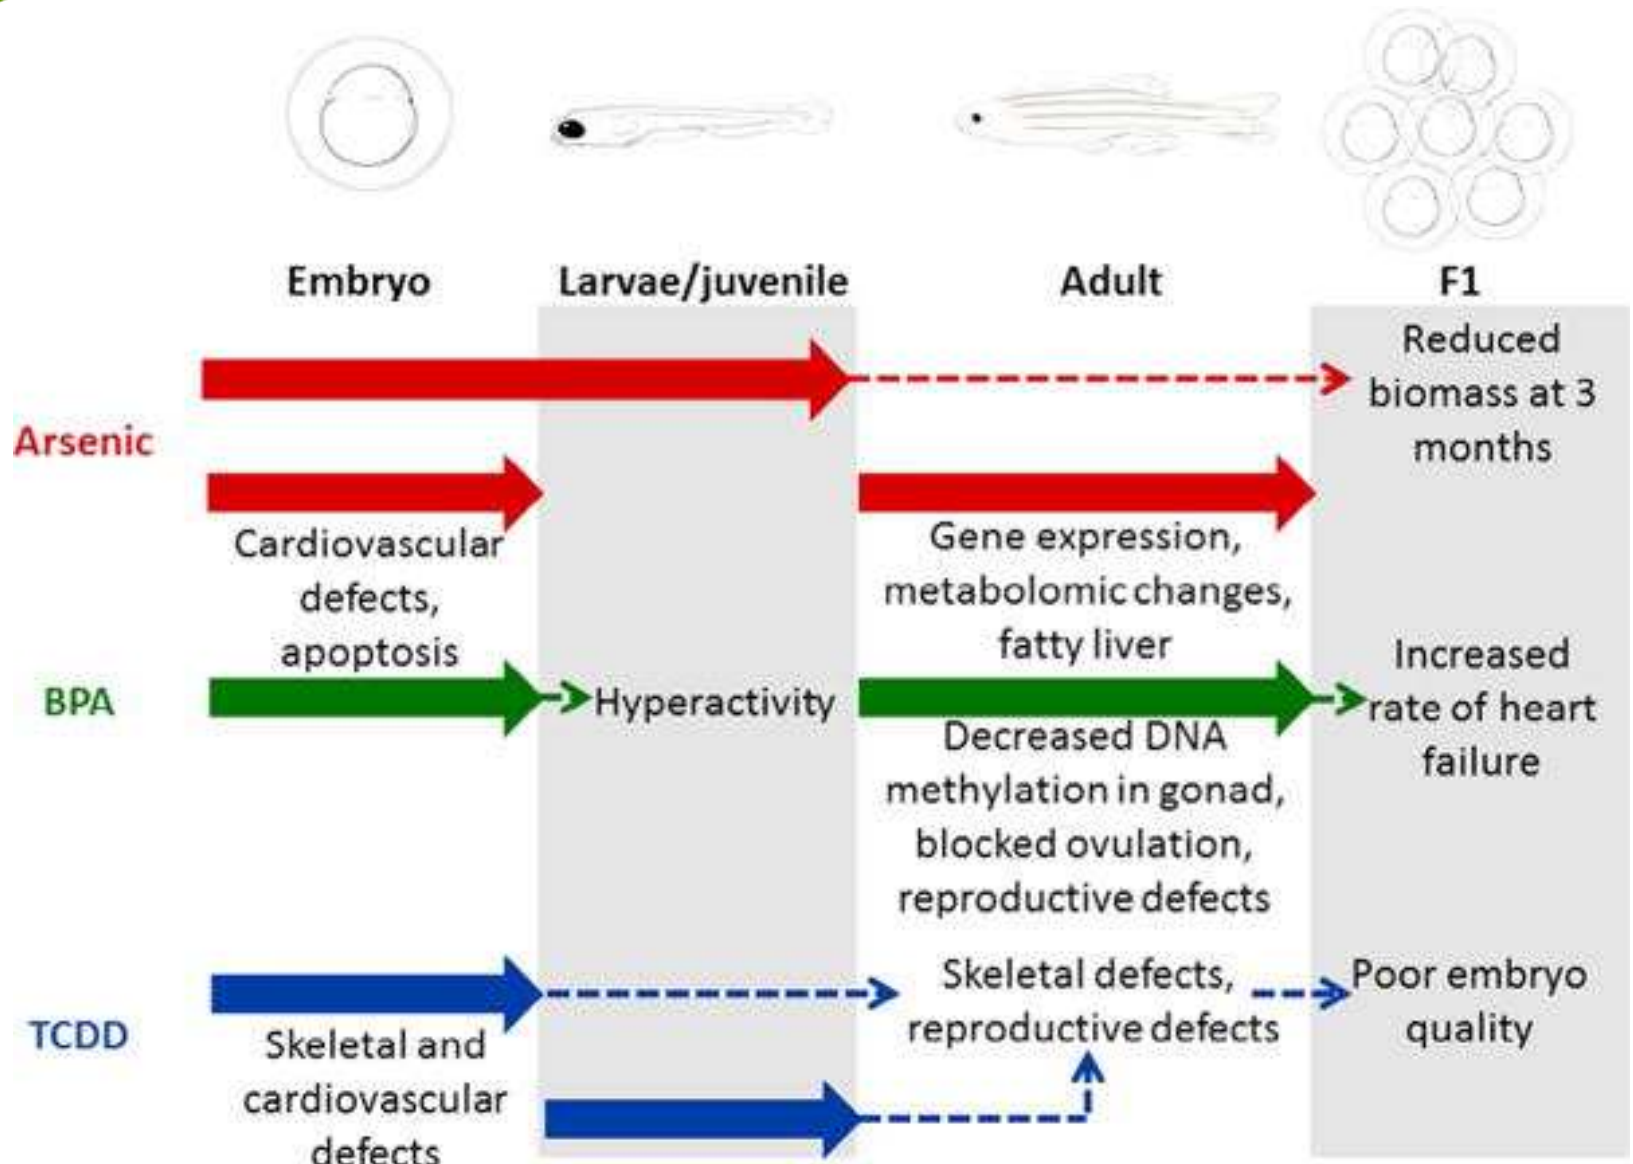 Embryo
Larvae/juvenile
Adult
F1
Arsenic
Reduced
biomass at 3
months
Cardiovascular
defects,
apoptosis
Gene expression,
metabolomic changes,
fatty liver
BPA
Hyperactivity
Decreased DNA
methylation in gonad,
blocked ovulation,
reproductive defects
Increased
rate of heart
failure
TCDD
Skeletal and
cardiovascular
defects
Skeletal defects,
reproductive defects
Poor embryo
quality